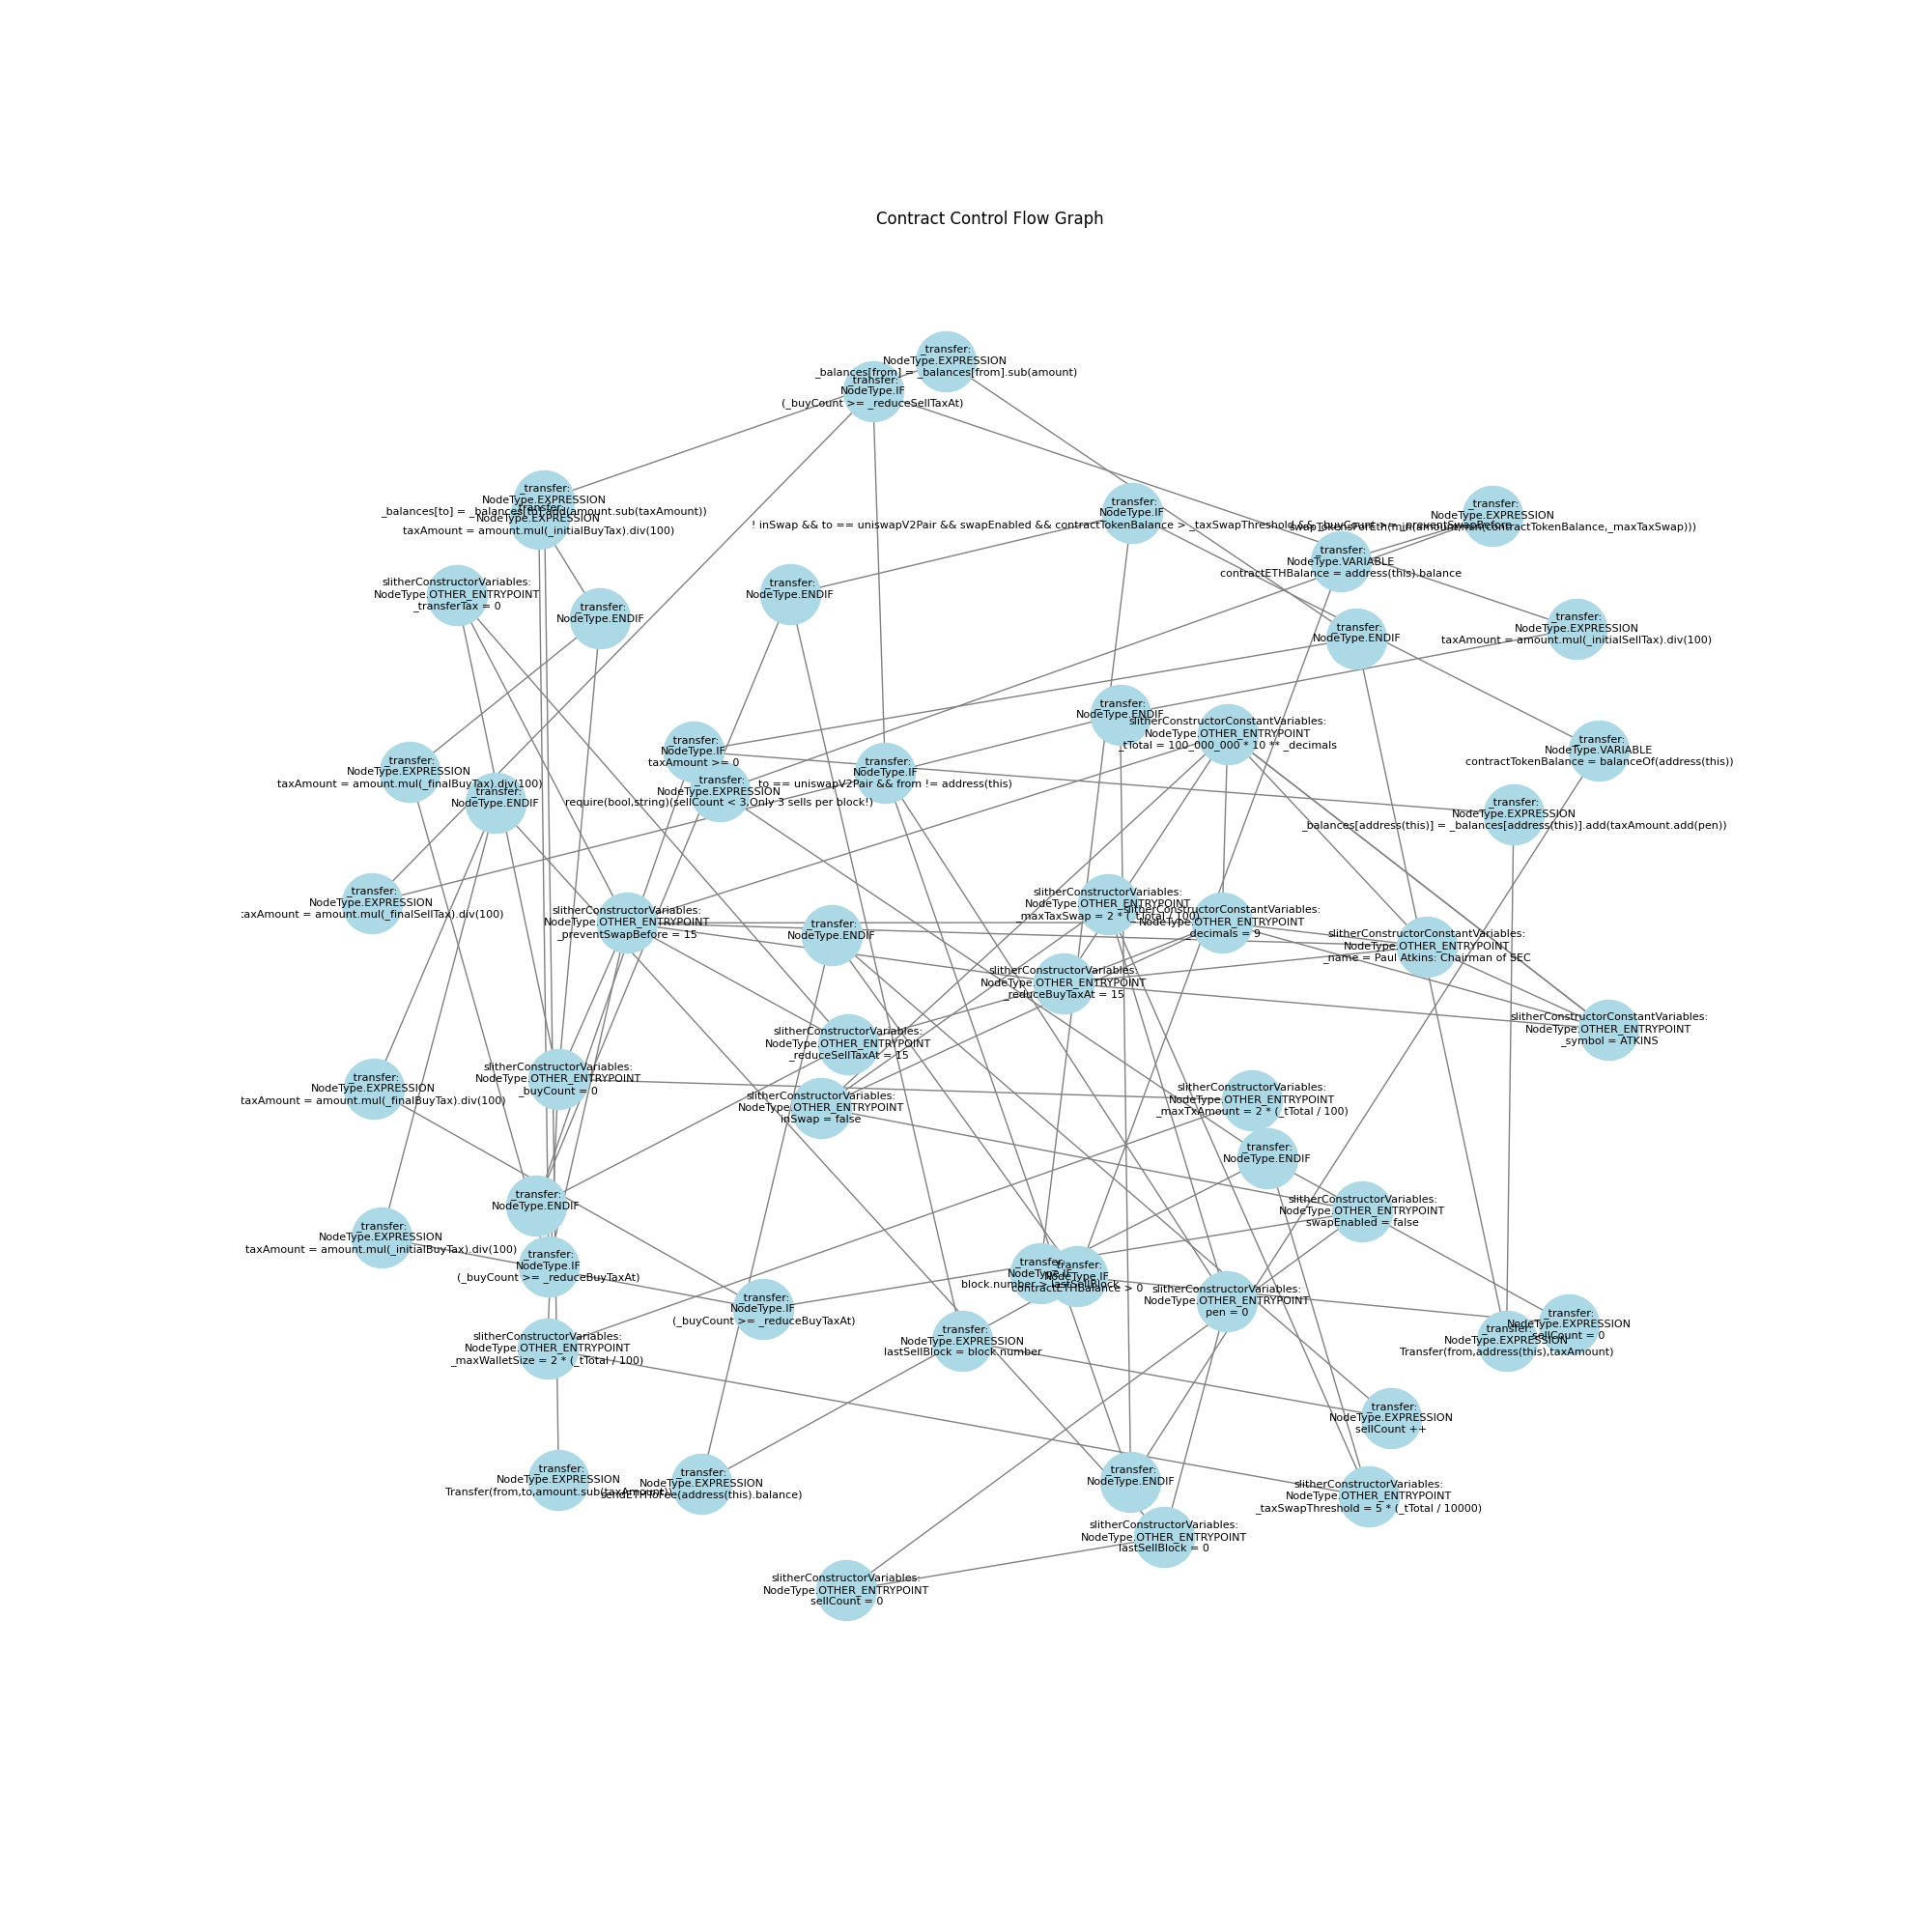 Contract Control Flow Graph
_transfer:
NodeType.EXPRESSION
_balances[from] = _balances[from].sub(amount)
_transfer:
NodeType.IF
(_buyCount >= _reduceSellTaxAt)
_transfer:
NodeType.EXPRESSION
_balances[to] = _balances[to].add(amount.sub(taxAmount))
_transfer:
NodeType.EXPRESSION
taxAmount = amount.mul(_initialBuyTax).div(100)
_transfer:
NodeType.IF
! inSwap && to == uniswapV2Pair && swapEnabled && contractTokenBalance > _taxSwapThreshold && _buyCount >= _preventSwapBefore
_transfer:
NodeType.EXPRESSION
swapTokensForEth(min(amount,min(contractTokenBalance,_maxTaxSwap)))
_transfer:
NodeType.VARIABLE
contractETHBalance = address(this).balance
slitherConstructorVariables:
NodeType.OTHER_ENTRYPOINT
_transferTax = 0
_transfer:
NodeType.ENDIF
_transfer:
NodeType.ENDIF
_transfer:
NodeType.ENDIF
_transfer:
NodeType.EXPRESSION
taxAmount = amount.mul(_initialSellTax).div(100)
_transfer:
NodeType.ENDIF
slitherConstructorConstantVariables:
NodeType.OTHER_ENTRYPOINT
_tTotal = 100_000_000 * 10 ** _decimals
_transfer:
NodeType.VARIABLE
contractTokenBalance = balanceOf(address(this))
_transfer:
NodeType.IF
taxAmount >= 0
_transfer:
NodeType.EXPRESSION
require(bool,string)(sellCount < 3,Only 3 sells per block!)
_transfer:
NodeType.IF
to == uniswapV2Pair && from != address(this)
_transfer:
NodeType.EXPRESSION
taxAmount = amount.mul(_finalBuyTax).div(100)
_transfer:
NodeType.ENDIF
_transfer:
NodeType.EXPRESSION
_balances[address(this)] = _balances[address(this)].add(taxAmount.add(pen))
_transfer:
NodeType.EXPRESSION
taxAmount = amount.mul(_finalSellTax).div(100)
slitherConstructorVariables:
NodeType.OTHER_ENTRYPOINT
_preventSwapBefore = 15
_transfer:
NodeType.ENDIF
slitherConstructorVariables:
NodeType.OTHER_ENTRYPOINT
_maxTaxSwap = 2 * (_tTotal / 100)
slitherConstructorConstantVariables:
NodeType.OTHER_ENTRYPOINT
_decimals = 9
slitherConstructorConstantVariables:
NodeType.OTHER_ENTRYPOINT
_name = Paul Atkins: Chairman of SEC
slitherConstructorVariables:
NodeType.OTHER_ENTRYPOINT
_reduceBuyTaxAt = 15
slitherConstructorConstantVariables:
NodeType.OTHER_ENTRYPOINT
_symbol = ATKINS
slitherConstructorVariables:
NodeType.OTHER_ENTRYPOINT
_reduceSellTaxAt = 15
slitherConstructorVariables:
NodeType.OTHER_ENTRYPOINT
_buyCount = 0
_transfer:
NodeType.EXPRESSION
taxAmount = amount.mul(_finalBuyTax).div(100)
slitherConstructorVariables:
NodeType.OTHER_ENTRYPOINT
inSwap = false
slitherConstructorVariables:
NodeType.OTHER_ENTRYPOINT
_maxTxAmount = 2 * (_tTotal / 100)
_transfer:
NodeType.ENDIF
_transfer:
NodeType.ENDIF
slitherConstructorVariables:
NodeType.OTHER_ENTRYPOINT
swapEnabled = false
_transfer:
NodeType.EXPRESSION
taxAmount = amount.mul(_initialBuyTax).div(100)
_transfer:
NodeType.IF
(_buyCount >= _reduceBuyTaxAt)
_transfer:
NodeType.IF
block.number > lastSellBlock
_transfer:
NodeType.IF
contractETHBalance > 0
slitherConstructorVariables:
NodeType.OTHER_ENTRYPOINT
pen = 0
_transfer:
NodeType.IF
(_buyCount >= _reduceBuyTaxAt)
_transfer:
NodeType.EXPRESSION
sellCount = 0
_transfer:
NodeType.EXPRESSION
Transfer(from,address(this),taxAmount)
_transfer:
NodeType.EXPRESSION
lastSellBlock = block.number
slitherConstructorVariables:
NodeType.OTHER_ENTRYPOINT
_maxWalletSize = 2 * (_tTotal / 100)
_transfer:
NodeType.EXPRESSION
sellCount ++
_transfer:
NodeType.EXPRESSION
Transfer(from,to,amount.sub(taxAmount))
_transfer:
NodeType.EXPRESSION
sendETHToFee(address(this).balance)
_transfer:
NodeType.ENDIF
slitherConstructorVariables:
NodeType.OTHER_ENTRYPOINT
_taxSwapThreshold = 5 * (_tTotal / 10000)
slitherConstructorVariables:
NodeType.OTHER_ENTRYPOINT
lastSellBlock = 0
slitherConstructorVariables:
NodeType.OTHER_ENTRYPOINT
sellCount = 0